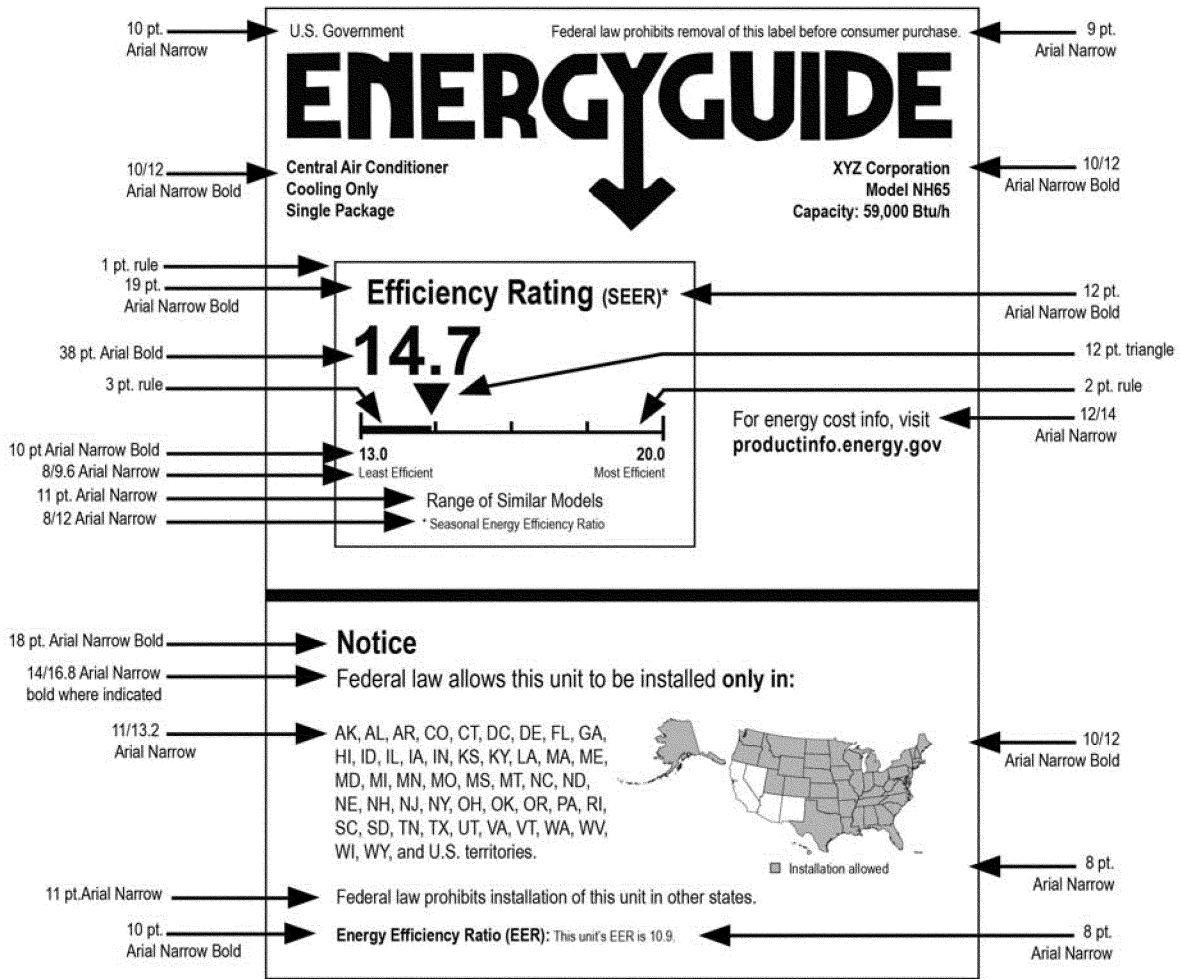 10 pt.
Arial Narrow
U.S. Government
Federal law prohibits removal of this label before consumer purchase.
9 pt.
Arial Narrow
ENERGYGUIDE
10/12
Arial Narrow Bold
Central Air Conditioner
Cooling Only
Single Package
XYZ Corporation
Model NH65
Capacity: 59,000 Btu/h
10/12
Arial Narrow Bold
1 pt. rule
19 pt.
Arial Narrow Bold
Efficiency Rating (SEER)*
12 pt.
Arial Narrow Bold
38 pt. Arial Bold
14.7
12 pt. triangle
3 pt. rule
2 pt. rule
For energy cost info, visit
productinfo.energy.gov
12/14
Arial Narrow
10 pt Arial Narrow Bold
13.0
20.0
8/9.6 Arial Narrow
Least Efficient
Most Efficient
11 pt. Arial Narrow
Range of Similar Models
8/12 Arial Narrow
* Seasonal Energy Efficiency Ratio
18 pt. Arial Narrow Bold
Notice
14/16.8 Arial Narrow
bold where indicated
Federal law allows this unit to be installed only in:
11/13.2
Arial Narrow
AK, AL, AR, CO, CT, DC, DE, FL, GA,
HI, ID, IL, IA, IN, KS, KY, LA, MA, ME,
MD, MI, MN, MO, MS, MT, NC, ND,
NE, NH, NJ, NY, OH, OK, OR, PA, RI,
SC, SD, TN, TX, UT, VA, VT, WA, WV,
WI, WY, and U.S. territories.
10/12
Arial Narrow Bold
Installation allowed
8 pt.
Arial Narrow
11 pt.Arial Narrow
Federal law prohibits installation of this unit in other states.
10 pt.
Arial Narrow Bold
Energy Efficiency Ratio (EER): This unit's EER is 10.9.
8 pt.
Arial Narrow